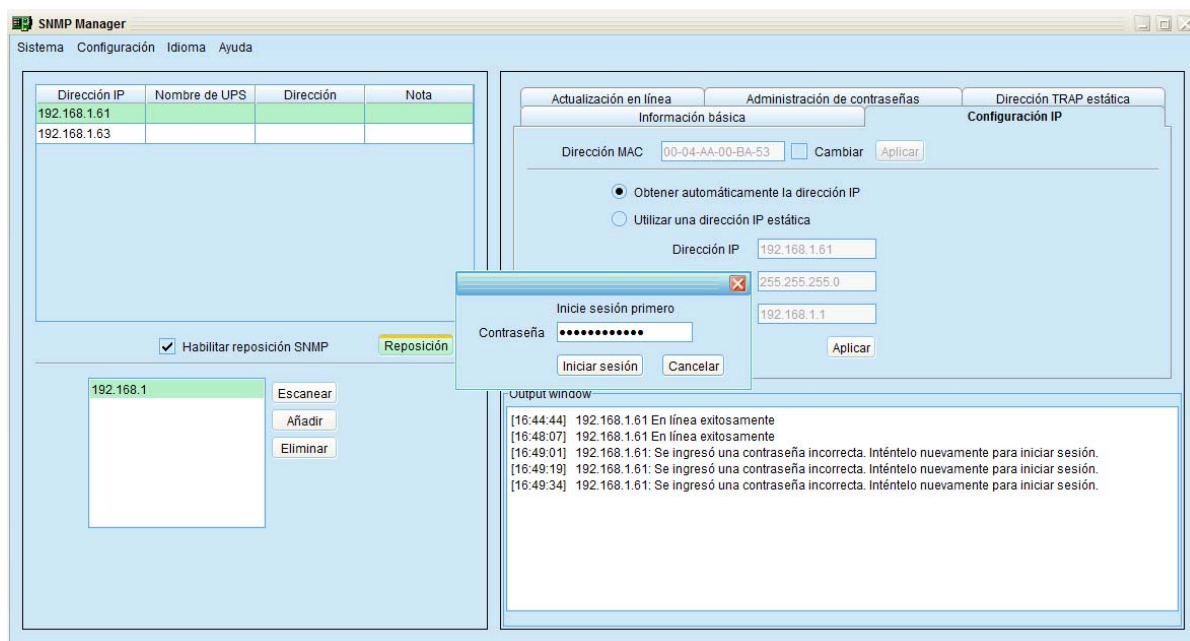 SNMP Manager
Sistema Configuración Idioma Ayuda
Dirección IP Nombre de UPS Dirección Nota
192.168.1.61
192.168.1.63
Habilitar reposición SNMP Reposición
192.168.1
Escanear
Añadir
Eliminar
Actualización en línea Administración de contraseñas Dirección TRAP estática
Información básica Configuración IP
Dirección MAC 00-04-AA-00-BA-53 Cambiar Aplicar
Obtener automáticamente la dirección IP
Utilizar una dirección IP estática
Dirección IP 192.168.1.61
255.255.255.0
192.168.1.1
Aplicar
Inicie sesión primero
Contraseña ••••••••••••
Iniciar sesión Cancelar
Output window
[16:44:44] 192.168.1.61 En línea exitosamente
[16:48:07] 192.168.1.61 En línea exitosamente
[16:49:01] 192.168.1.61: Se ingresó una contraseña incorrecta. Inténtelo nuevamente para iniciar sesión.
[16:49:19] 192.168.1.61: Se ingresó una contraseña incorrecta. Inténtelo nuevamente para iniciar sesión.
[16:49:34] 192.168.1.61: Se ingresó una contraseña incorrecta. Inténtelo nuevamente para iniciar sesión.